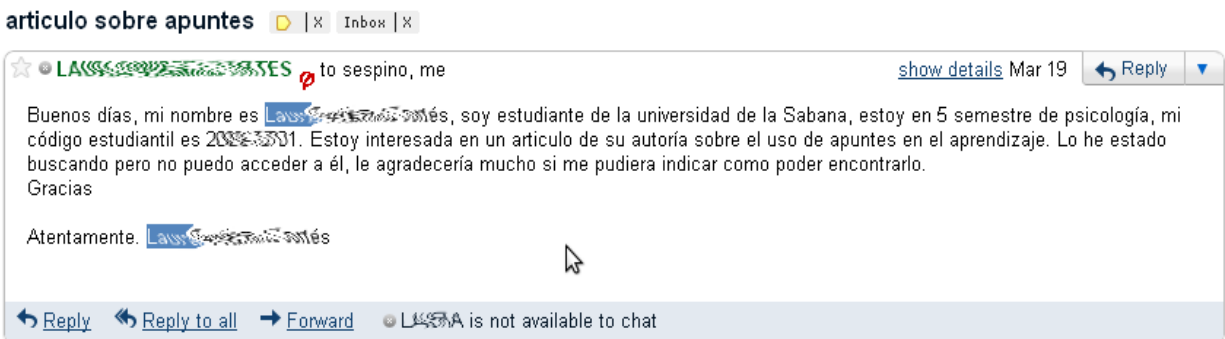 articulo sobre apuntes | X Inbox | X
to sespino, me show details Mar 19 Reply
Buenos días, mi nombre es, soy estudiante de la universidad de la Sabana, estoy en 5 semestre de psicología, mi
código estudiantil es. Estoy interesada en un articulo de su autoría sobre el uso de apuntes en el aprendizaje. Lo he estado
buscando pero no puedo acceder a él, le agradecería mucho si me pudiera indicar como poder encontrarlo.
Gracias
Atentamente.
Reply Reply to all Forward is not available to chat